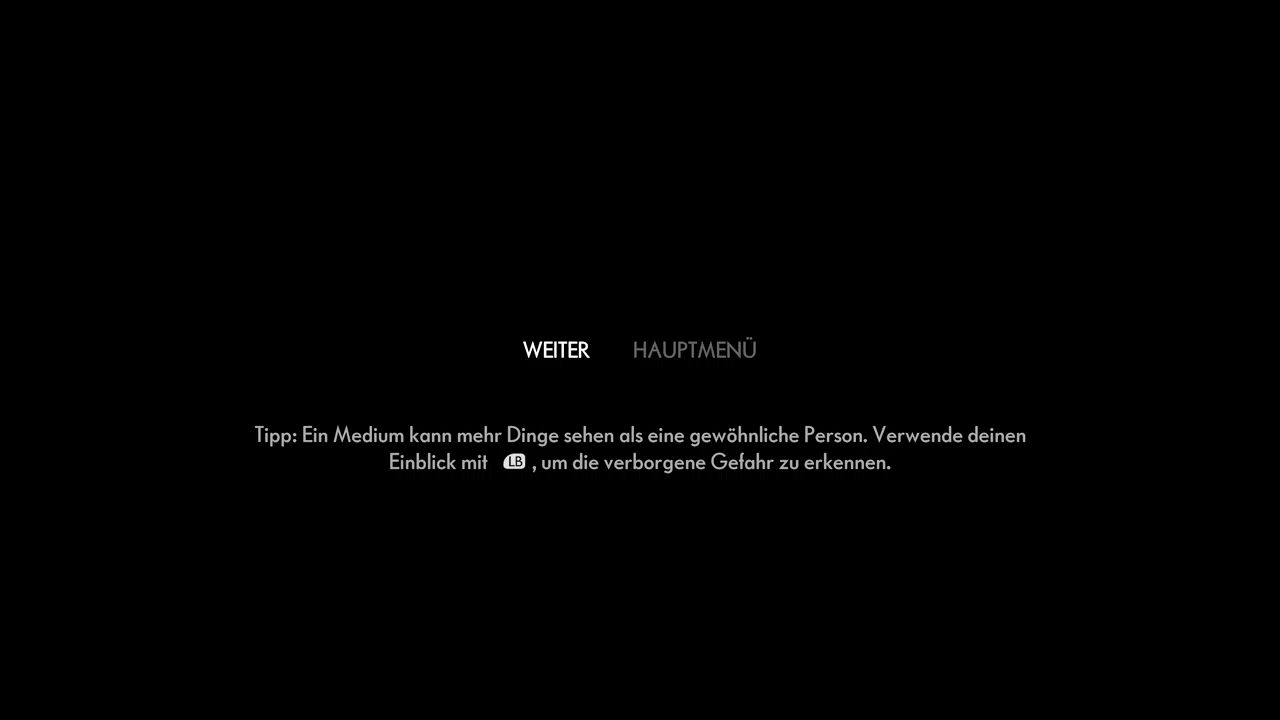 WEITER HAUPTMENÜ
Tipp: Ein Medium kann mehr Dinge sehen als eine gewöhnliche Person. Verwende deinen
Einblick mit LB , um die verborgene Gefahr zu erkennen.